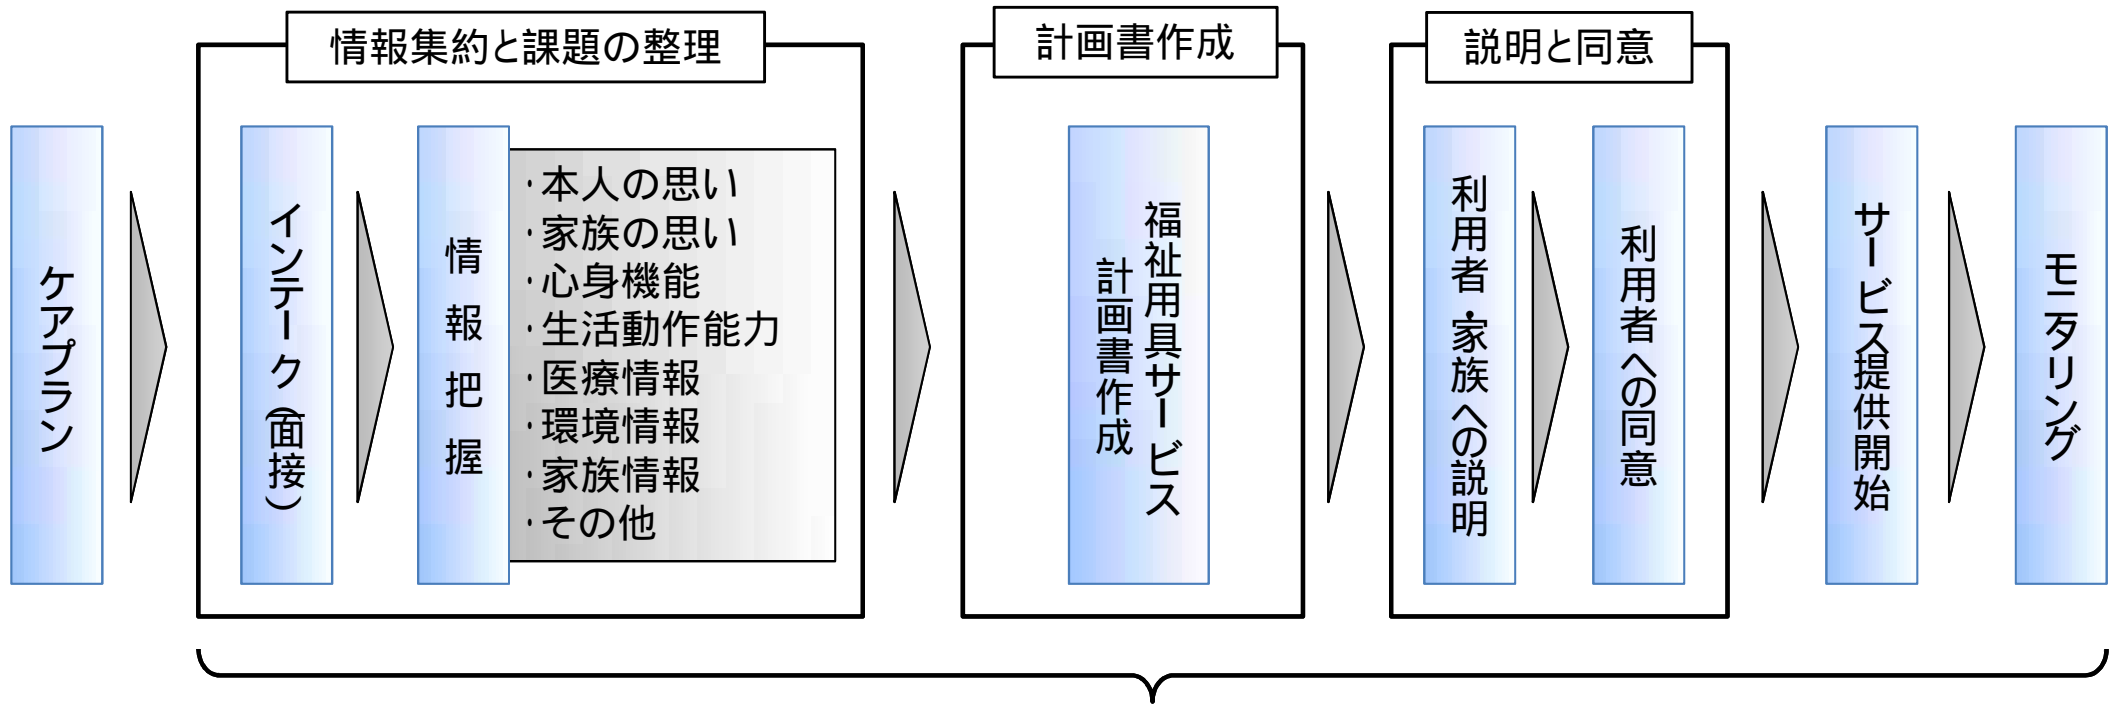 情報集約と課題の整理
計画書作成
説明と同意
ケアプラン
インテーク(面接)
情報把握
・本人の思い
・家族の思い
・心身機能
・生活動作能力
・医療情報
・環境情報
・家族情報
・その他
福祉用具サービス
計画書作成
利用者・家族への説明
利用者への同意
サービス提供開始
モニタリング